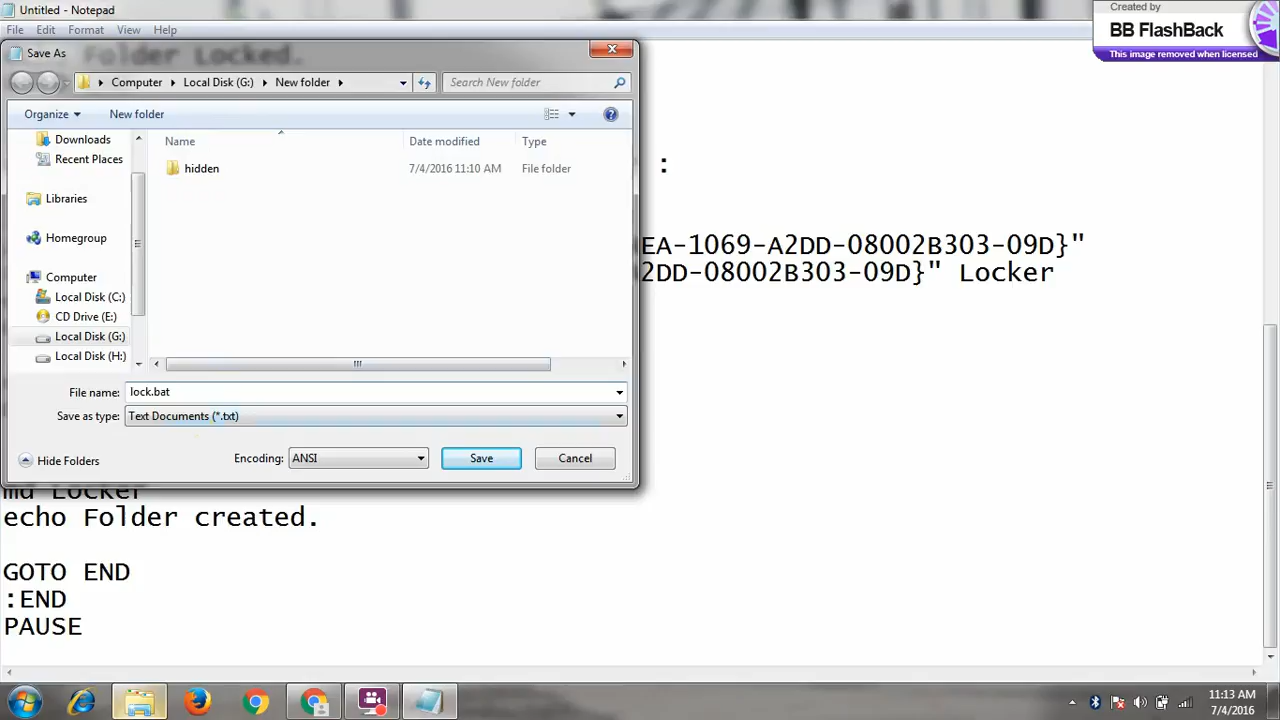 Untitled - Notepad
Created by
BB FlashBack
This image removed when licensed
File Edit Format View Help
Folder Locked.
Save As
Computer Local Disk (G:) New folder
Search New folder
Organize New folder
Name Date modified Type
Downloads
Recent Places
hidden 7/4/2016 11:10 AM File folder
:
Libraries
Homegroup
EA-1069-A2DD-08002B303-09D}"
2DD-08002B303-09D}" Locker
Computer
Local Disk (C:)
CD Drive (E:)
Local Disk (G:)
Local Disk (H:)
File name: lock.bat
Save as type: Text Documents (*.txt)
Hide Folders Encoding: ANSI Save Cancel
md Locker
echo Folder created.
GOTO END
:END
PAUSE
11:13 AM
7/4/2016